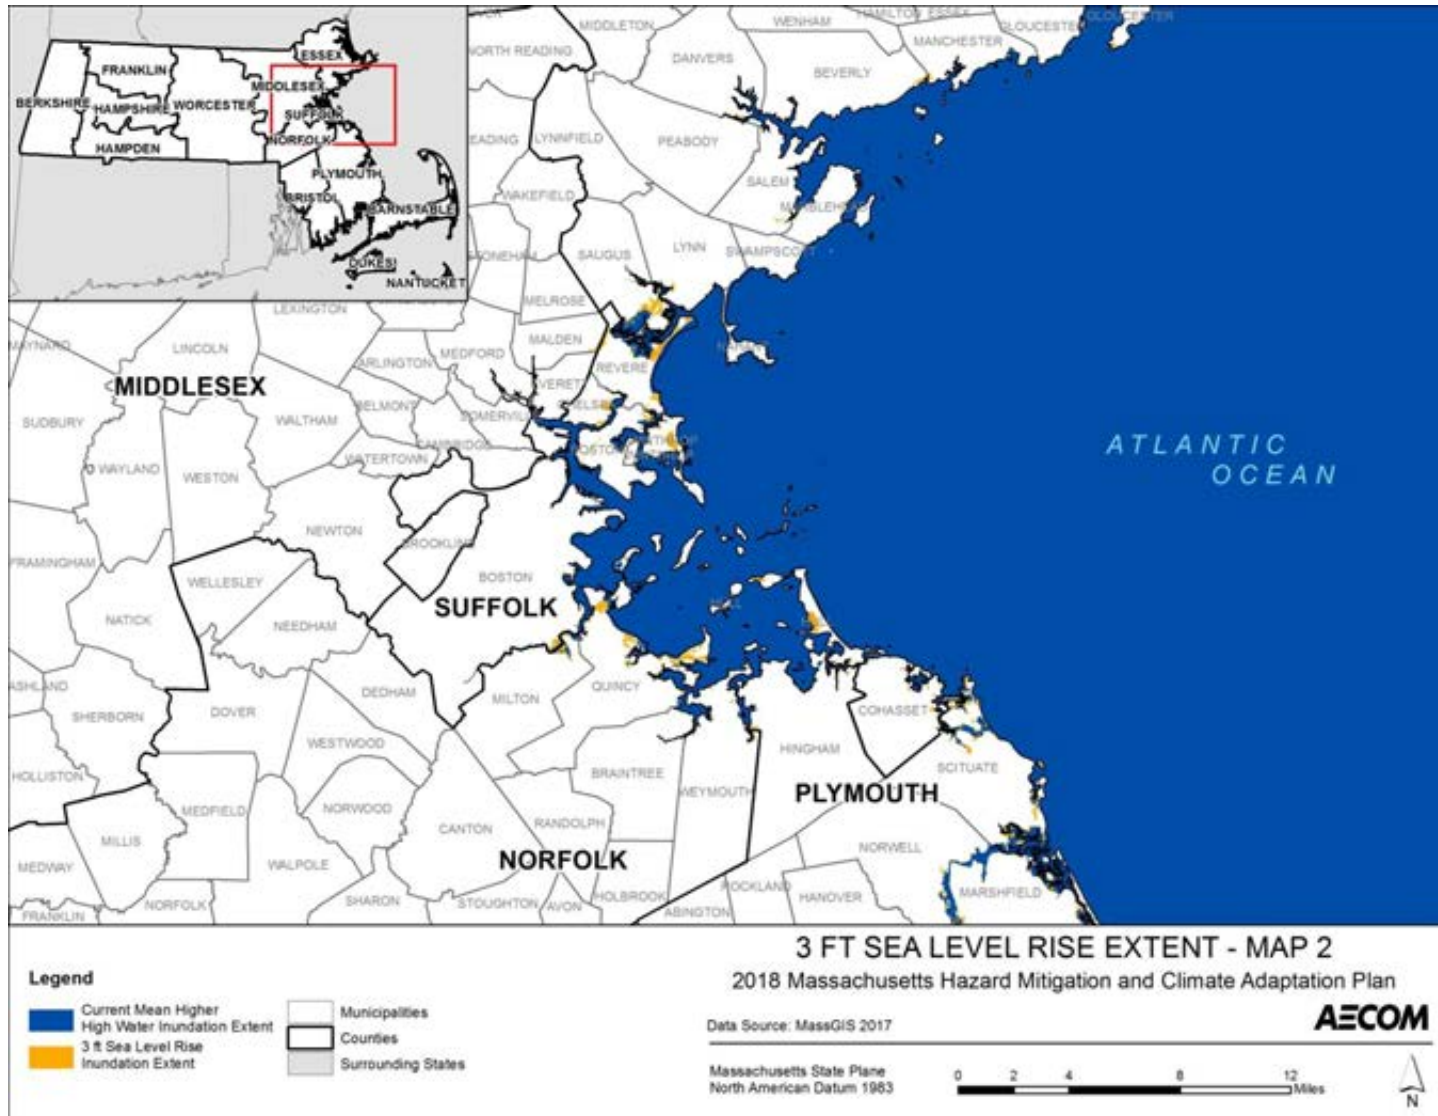 ESSEX
FRANKLIN
MIDDLESEX
BERKSHIRE
HAMPSHIRE
WORCESTER
SUFFOLK
NORFOLK
HAMPDEN
PLYMOUTH
BRISTOL
BARNSTABLE
DUKES
NANTUCKET
MIDDLETON
WENHAM
HAMILTON
ESSEX
GLOUCESTER
GLOUCESTER
NORTH READING
DANVERS
MANCHESTER
BEVERLY
LYNNFIELD
PEABODY
WAKEFIELD
SALEM
SAUGUS
LYNN
SWAMPSCOTT
MELROSE
LEXINGTON
MALDEN
MAYNARD
LINCOLN
ARLINGTON
MEDFORD
REVERE
MIDDLESEX
BELMONT
SUDBURY
WALTHAM
CAMBRIDGE
WATERTOWN
WAYLAND
WESTON
ATLANTIC
OCEAN
NEWTON
BROOKLINE
FRAMINGHAM
WELLESLEY
BOSTON
SUFFOLK
NATICK
NEEDHAM
DEDHAM
MILTON
QUINCY
DOVER
SHERBORN
COHASSET
WESTWOOD
HINGHAM
SCITUATE
HOLLISTON
BRAINTREE
MEDFIELD
NORWOOD
WEYMOUTH
PLYMOUTH
CANTON
RANDOLPH
MILLIS
NORFOLK
MEDWAY
WALPOLE
NORWELL
HOLBROOK
ROCKLAND
HANOVER
MARSHFIELD
SHARON
STOUGHTON
AVON
ABINGTON
NORFOLK
FRANKLIN
3 FT SEA LEVEL RISE EXTENT - MAP 2
2018 Massachusetts Hazard Mitigation and Climate Adaptation Plan
Legend
Current Mean Higher
High Water Inundation Extent
3 ft Sea Level Rise
Inundation Extent
Municipalities
Counties
Surrounding States
Data Source: MassGIS 2017
AECOM
Massachusetts State Plane
North American Datum 1983
0 2 4 8 12
Miles
N